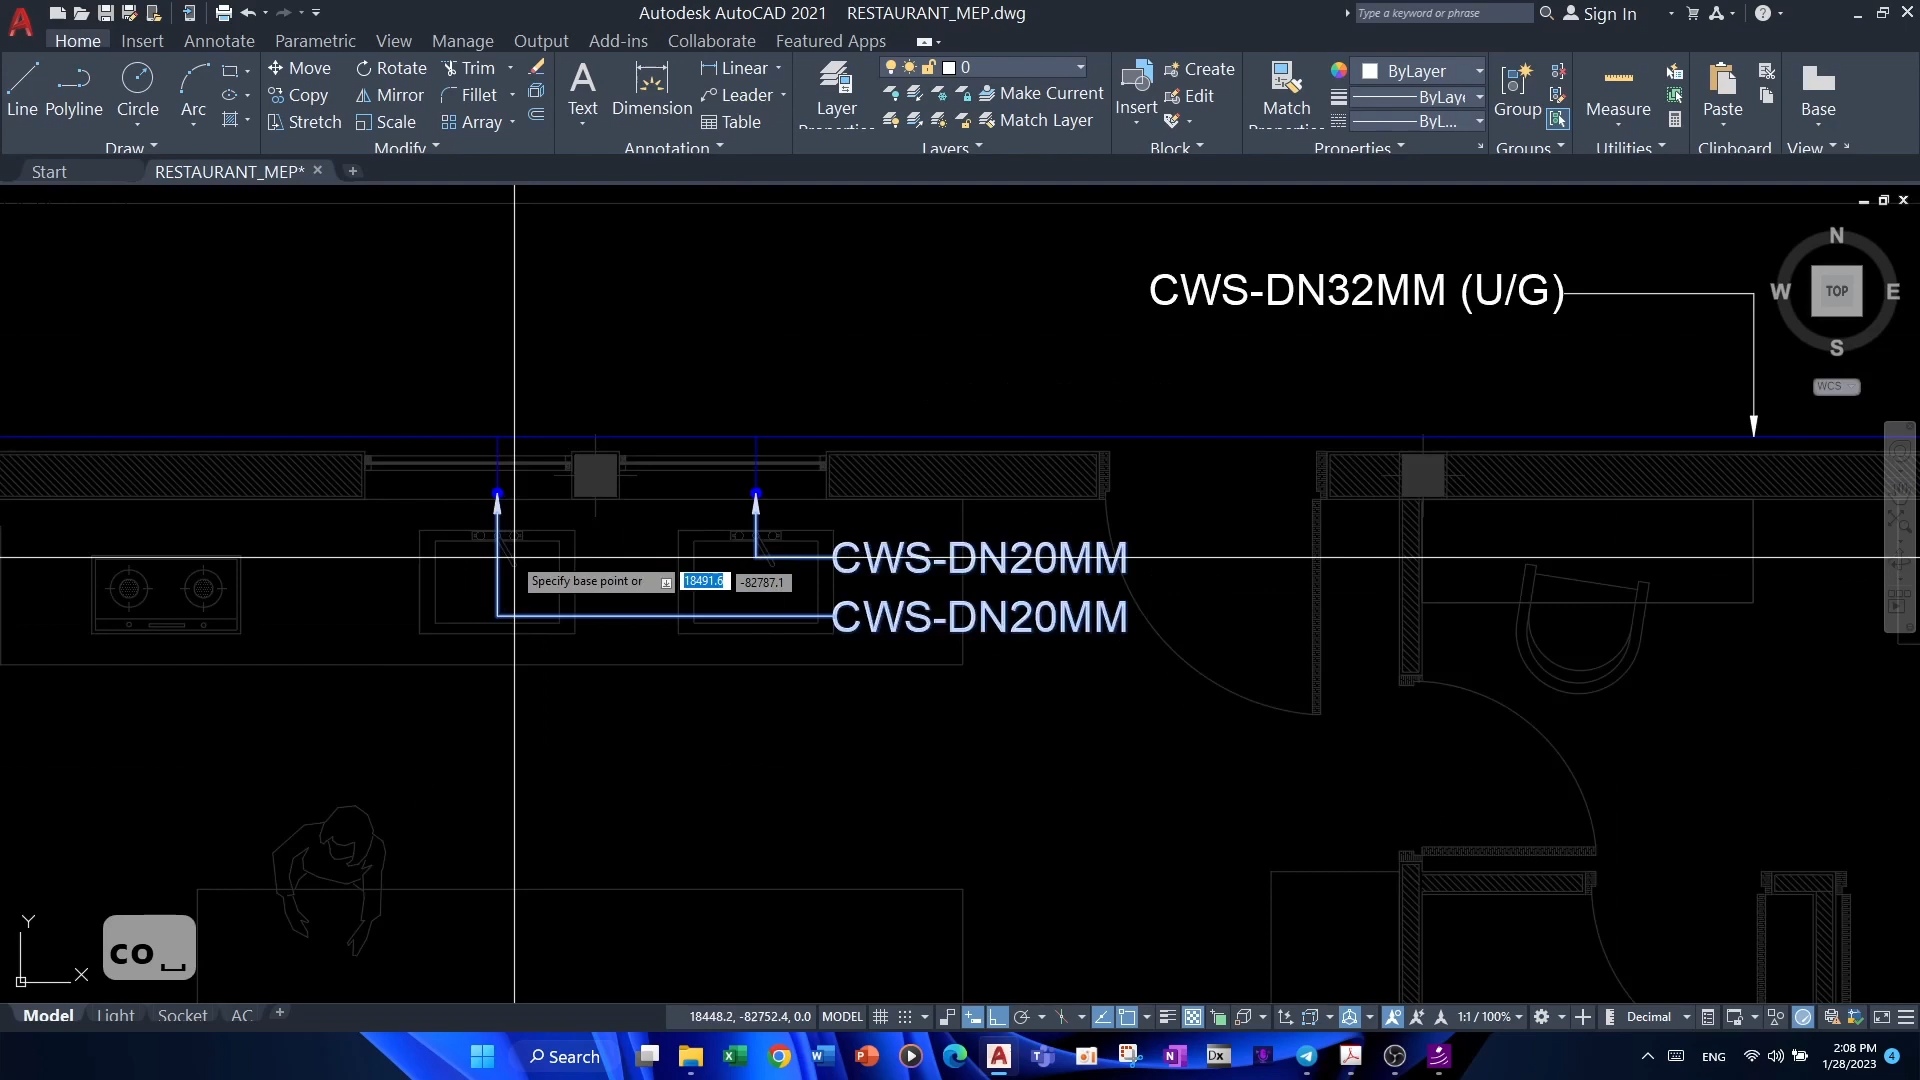 Autodesk AutoCAD 2021 RESTAURANT_MEP.dwg
Type a keyword or phrase
Sign In
Home Insert Annotate Parametric View Manage Output Add-ins Collaborate Featured Apps
Line Polyline Circle Arc
Move Rotate Trim
Copy Mirror Fillet
Stretch Scale Array
Text Dimension
Linear
Leader
Table
Layer
Properties
0
Make Current
Match Layer
Insert
Create
Edit
Match
Properties
ByLayer
ByLaye
ByL...
Group Measure Paste Base
Draw Modify Annotation Layers Block Properties Groups Utilities Clipboard View
Start RESTAURANT_MEP*
CWS-DN32MM (U/G)
N
W TOP E
S
WCS
CWS-DN20MM
Specify base point or 18491.6 -82787.1
CWS-DN20MM
Y
X
co
Model Light Socket AC
18448.2, -82752.4, 0.0 MODEL 1:1 / 100% Decimal
Search
ENG
2:08 PM
1/28/2023
4